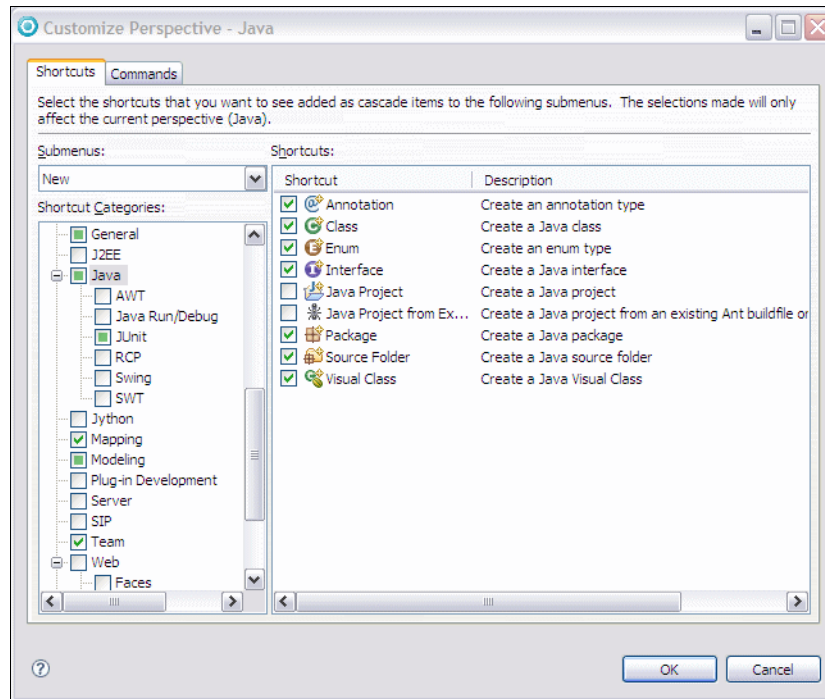 Customize Perspective - Java
Shortcuts Commands
Select the shortcuts that you want to see added as cascade items to the following submenus. The selections made will only
affect the current perspective (Java).
Submenus:
New
Shortcut Categories:
General
J2EE
Java
AWT
Java Run/Debug
JUnit
RCP
Swing
SWT
Jython
Mapping
Modeling
Plug-in Development
Server
SIP
Team
Web
Faces
Shortcuts:
Shortcut Description
Annotation Create an annotation type
Class Create a Java class
Enum Create an enum type
Interface Create a Java interface
Java Project Create a Java project
Java Project from Ex... Create a Java project from an existing Ant buildfile or
Package Create a Java package
Source Folder Create a Java source folder
Visual Class Create a Java Visual Class
OK Cancel